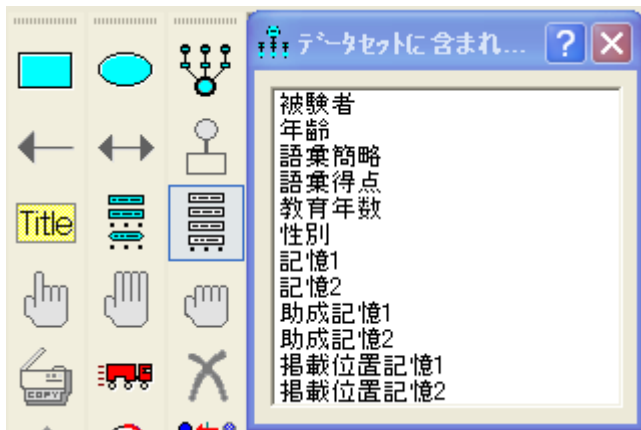 データセットに含まれ...
Title
COPY
被験者
年齢
語彙簡略
語彙得点
教育年数
性別
記憶1
記憶2
助成記憶1
助成記憶2
掲載位置記憶1
掲載位置記憶2